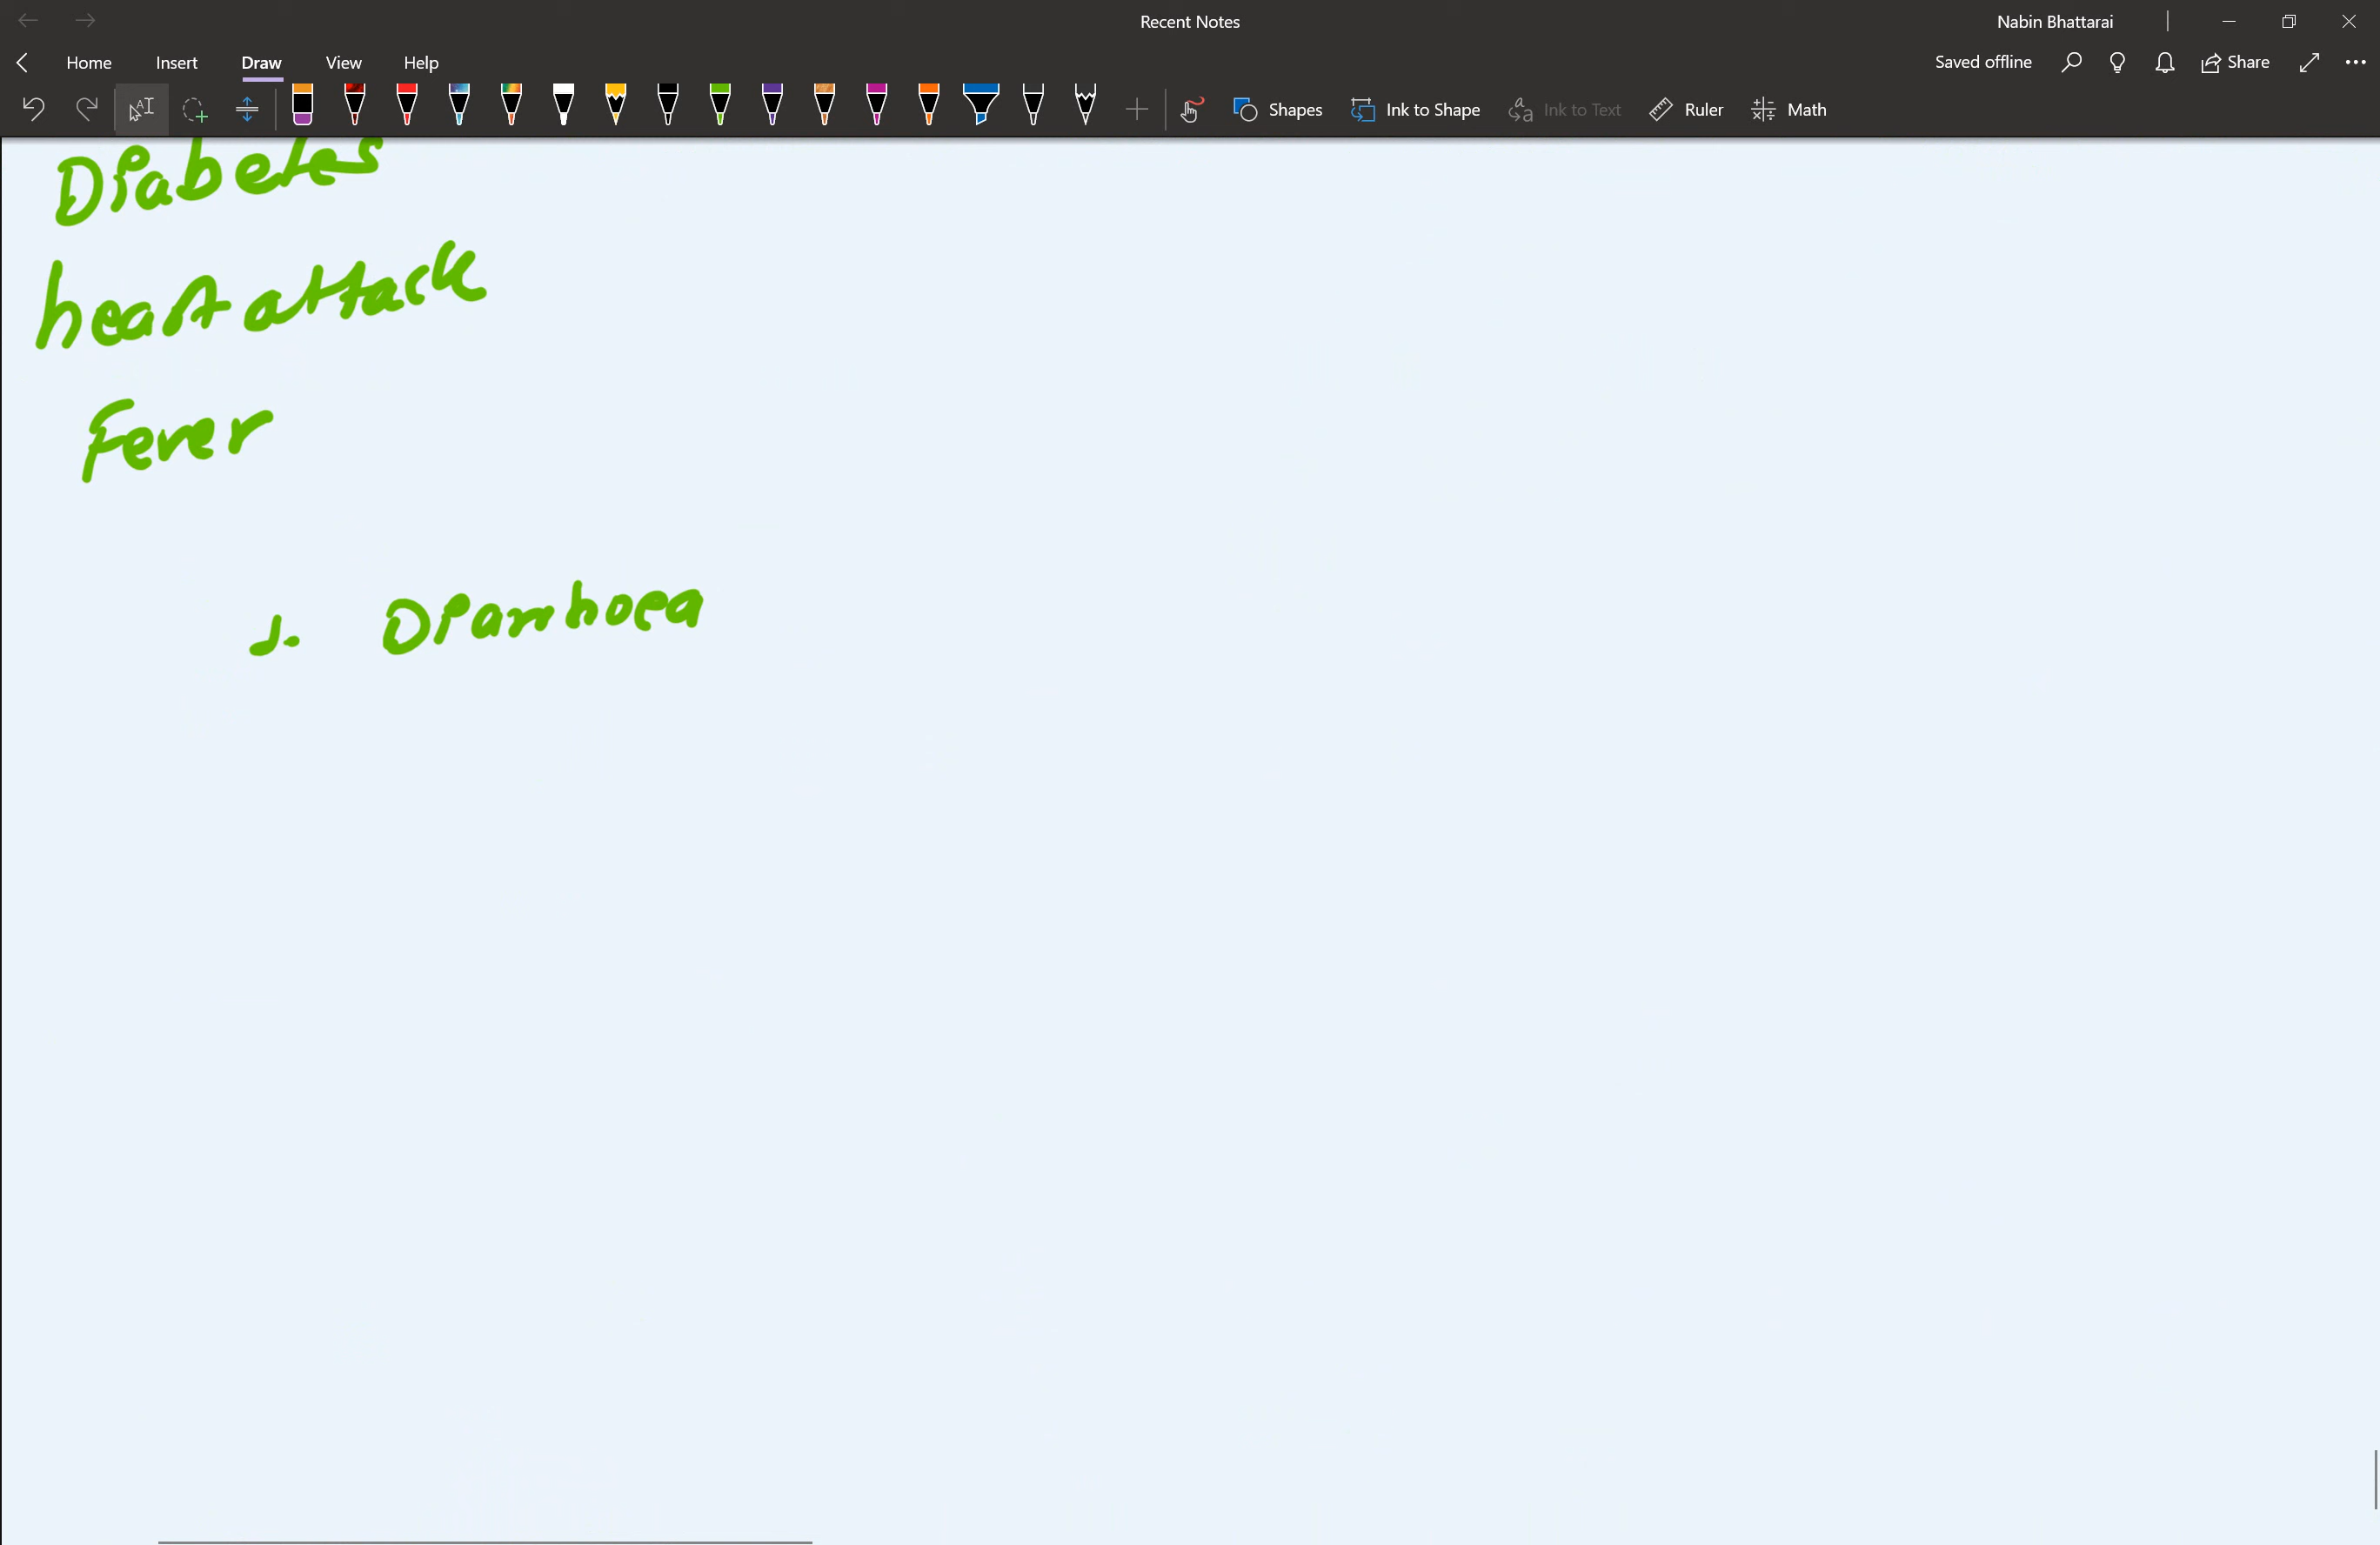 Recent Notes
Nabin Bhattarai
Home Insert Draw View Help
Saved offline
Share
Shapes
Ink to Shape
Ink to Text
Ruler
Math
Diabetes
heart attack
Fever
1. Diarrhoea